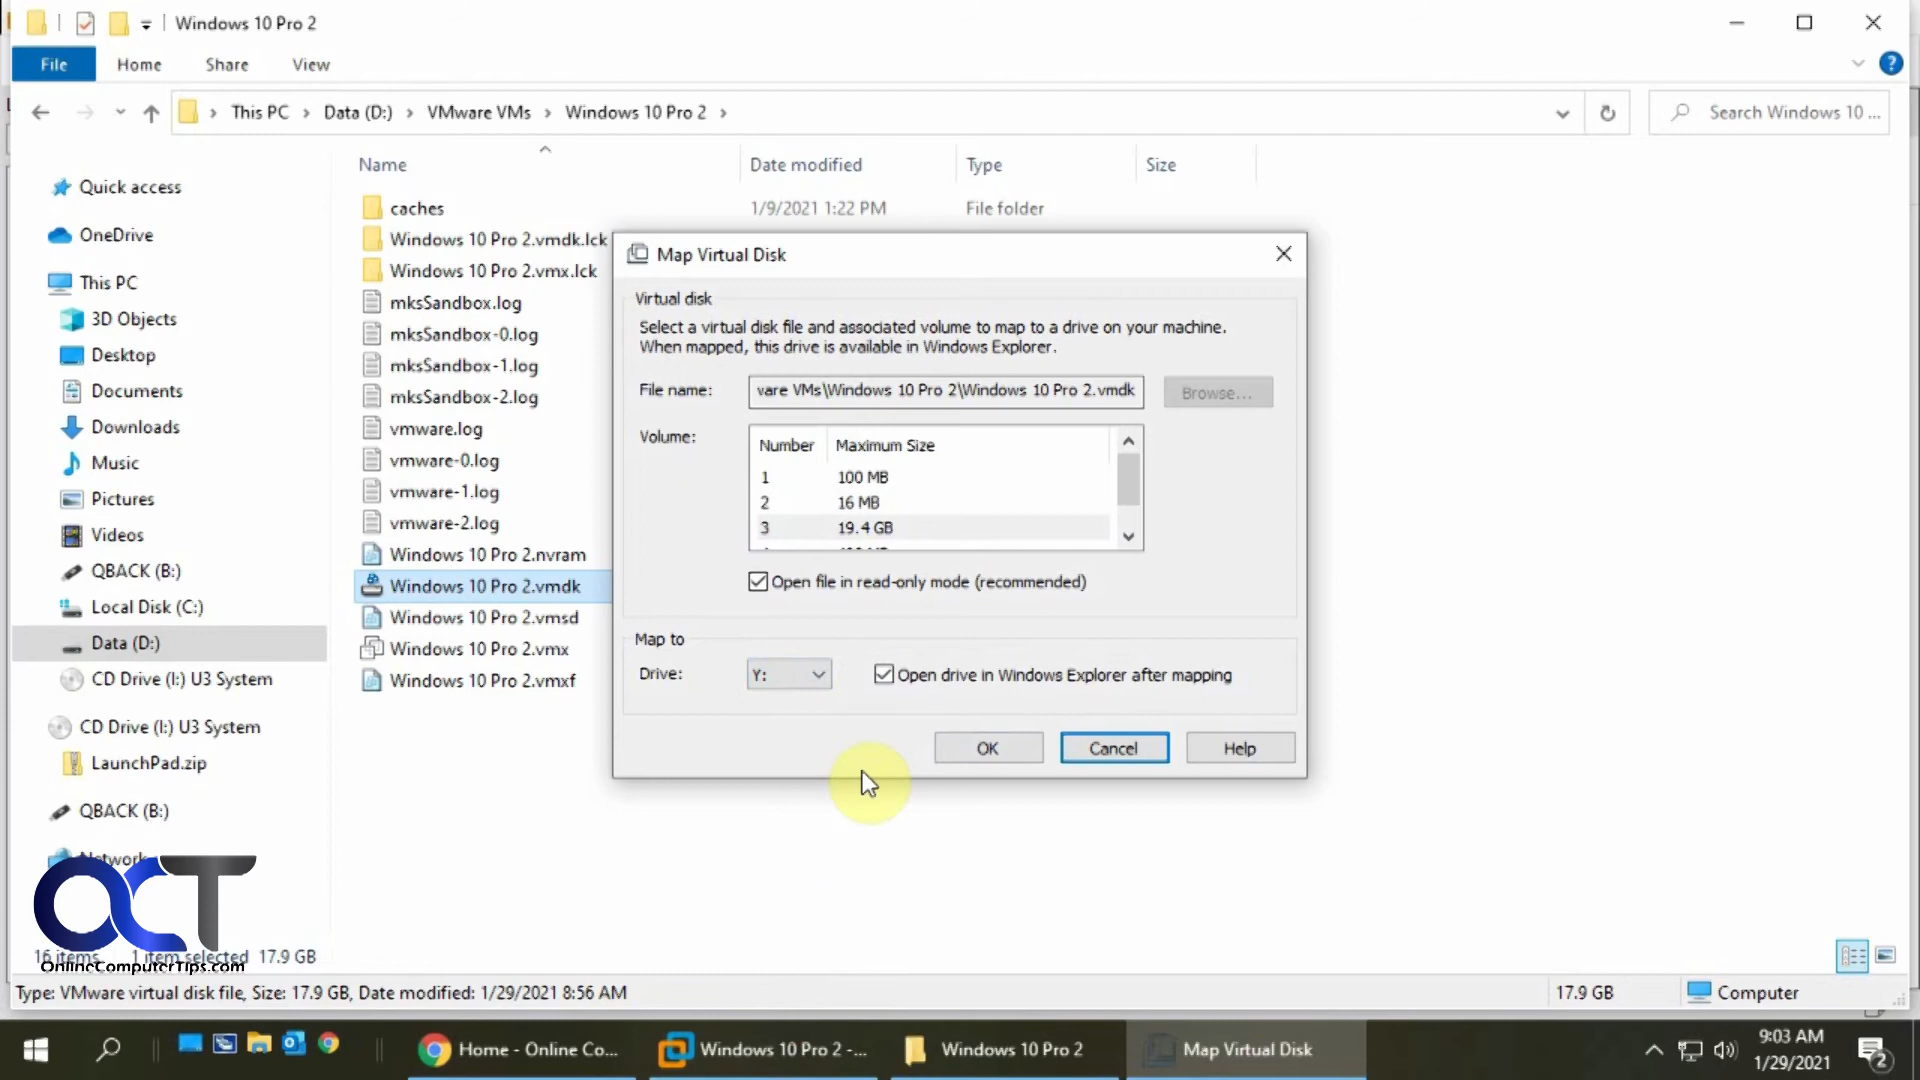 Windows 10 Pro 2
File Home Share View
This PC Data (D:) VMware VMs Windows 10 Pro 2
Search Windows 10 ...
Name Date modified Type Size
Quick access
OneDrive
This PC
3D Objects
Desktop
Documents
Downloads
Music
Pictures
Videos
QBACK (B:)
Local Disk (C:)
Data (D:)
CD Drive (I:) U3 System
CD Drive (I:) U3 System
LaunchPad.zip
QBACK (B:)
Network
caches 1/9/2021 1:22 PM File folder
Windows 10 Pro 2.vmdk.lck
Windows 10 Pro 2.vmx.lck
mksSandbox.log
mksSandbox-0.log
mksSandbox-1.log
mksSandbox-2.log
vmware.log
vmware-0.log
vmware-1.log
vmware-2.log
Windows 10 Pro 2.nvram
Windows 10 Pro 2.vmdk
Windows 10 Pro 2.vmsd
Windows 10 Pro 2.vmx
Windows 10 Pro 2.vmxf
Map Virtual Disk
Virtual disk
Select a virtual disk file and associated volume to map to a drive on your machine.
When mapped, this drive is available in Windows Explorer.
File name: vare VMs\Windows 10 Pro 2\Windows 10 Pro 2.vmdk Browse...
Volume:
Number Maximum Size
1 100 MB
2 16 MB
3 19.4 GB
Open file in read-only mode (recommended)
Map to
Drive: Y: Open drive in Windows Explorer after mapping
OK Cancel Help
OCT
16 items 1 item selected 17.9 GB
OnlineComputerTips.com
Type: VMware virtual disk file, Size: 17.9 GB, Date modified: 1/29/2021 8:56 AM 17.9 GB Computer
Home - Online Co... Windows 10 Pro 2 -... Windows 10 Pro 2 Map Virtual Disk
9:03 AM
1/29/2021
2